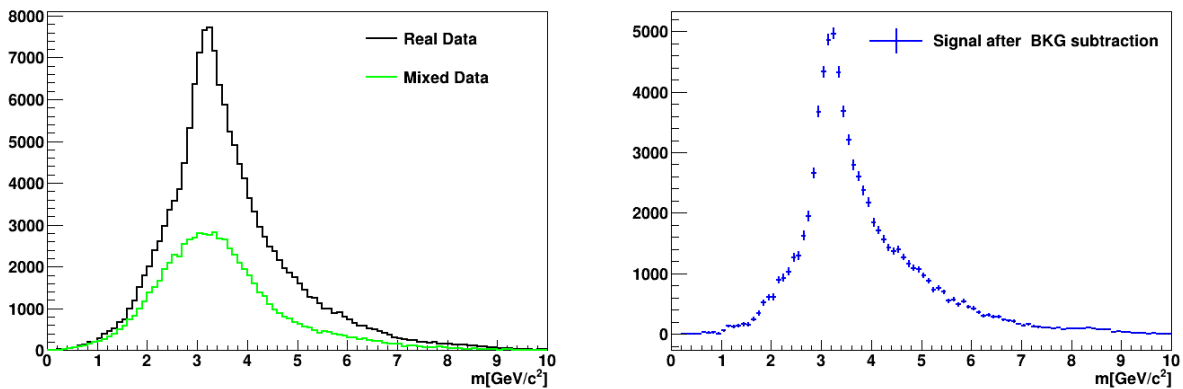 8000
7000
6000
5000
4000
3000
2000
1000
0
Real Data
Mixed Data
0 1 2 3 4 5 6 7 8 9 10
m[GeV/c²]
5000
4000
3000
2000
1000
0
Signal after BKG subtraction
0 1 2 3 4 5 6 7 8 9 10
m[GeV/c²]